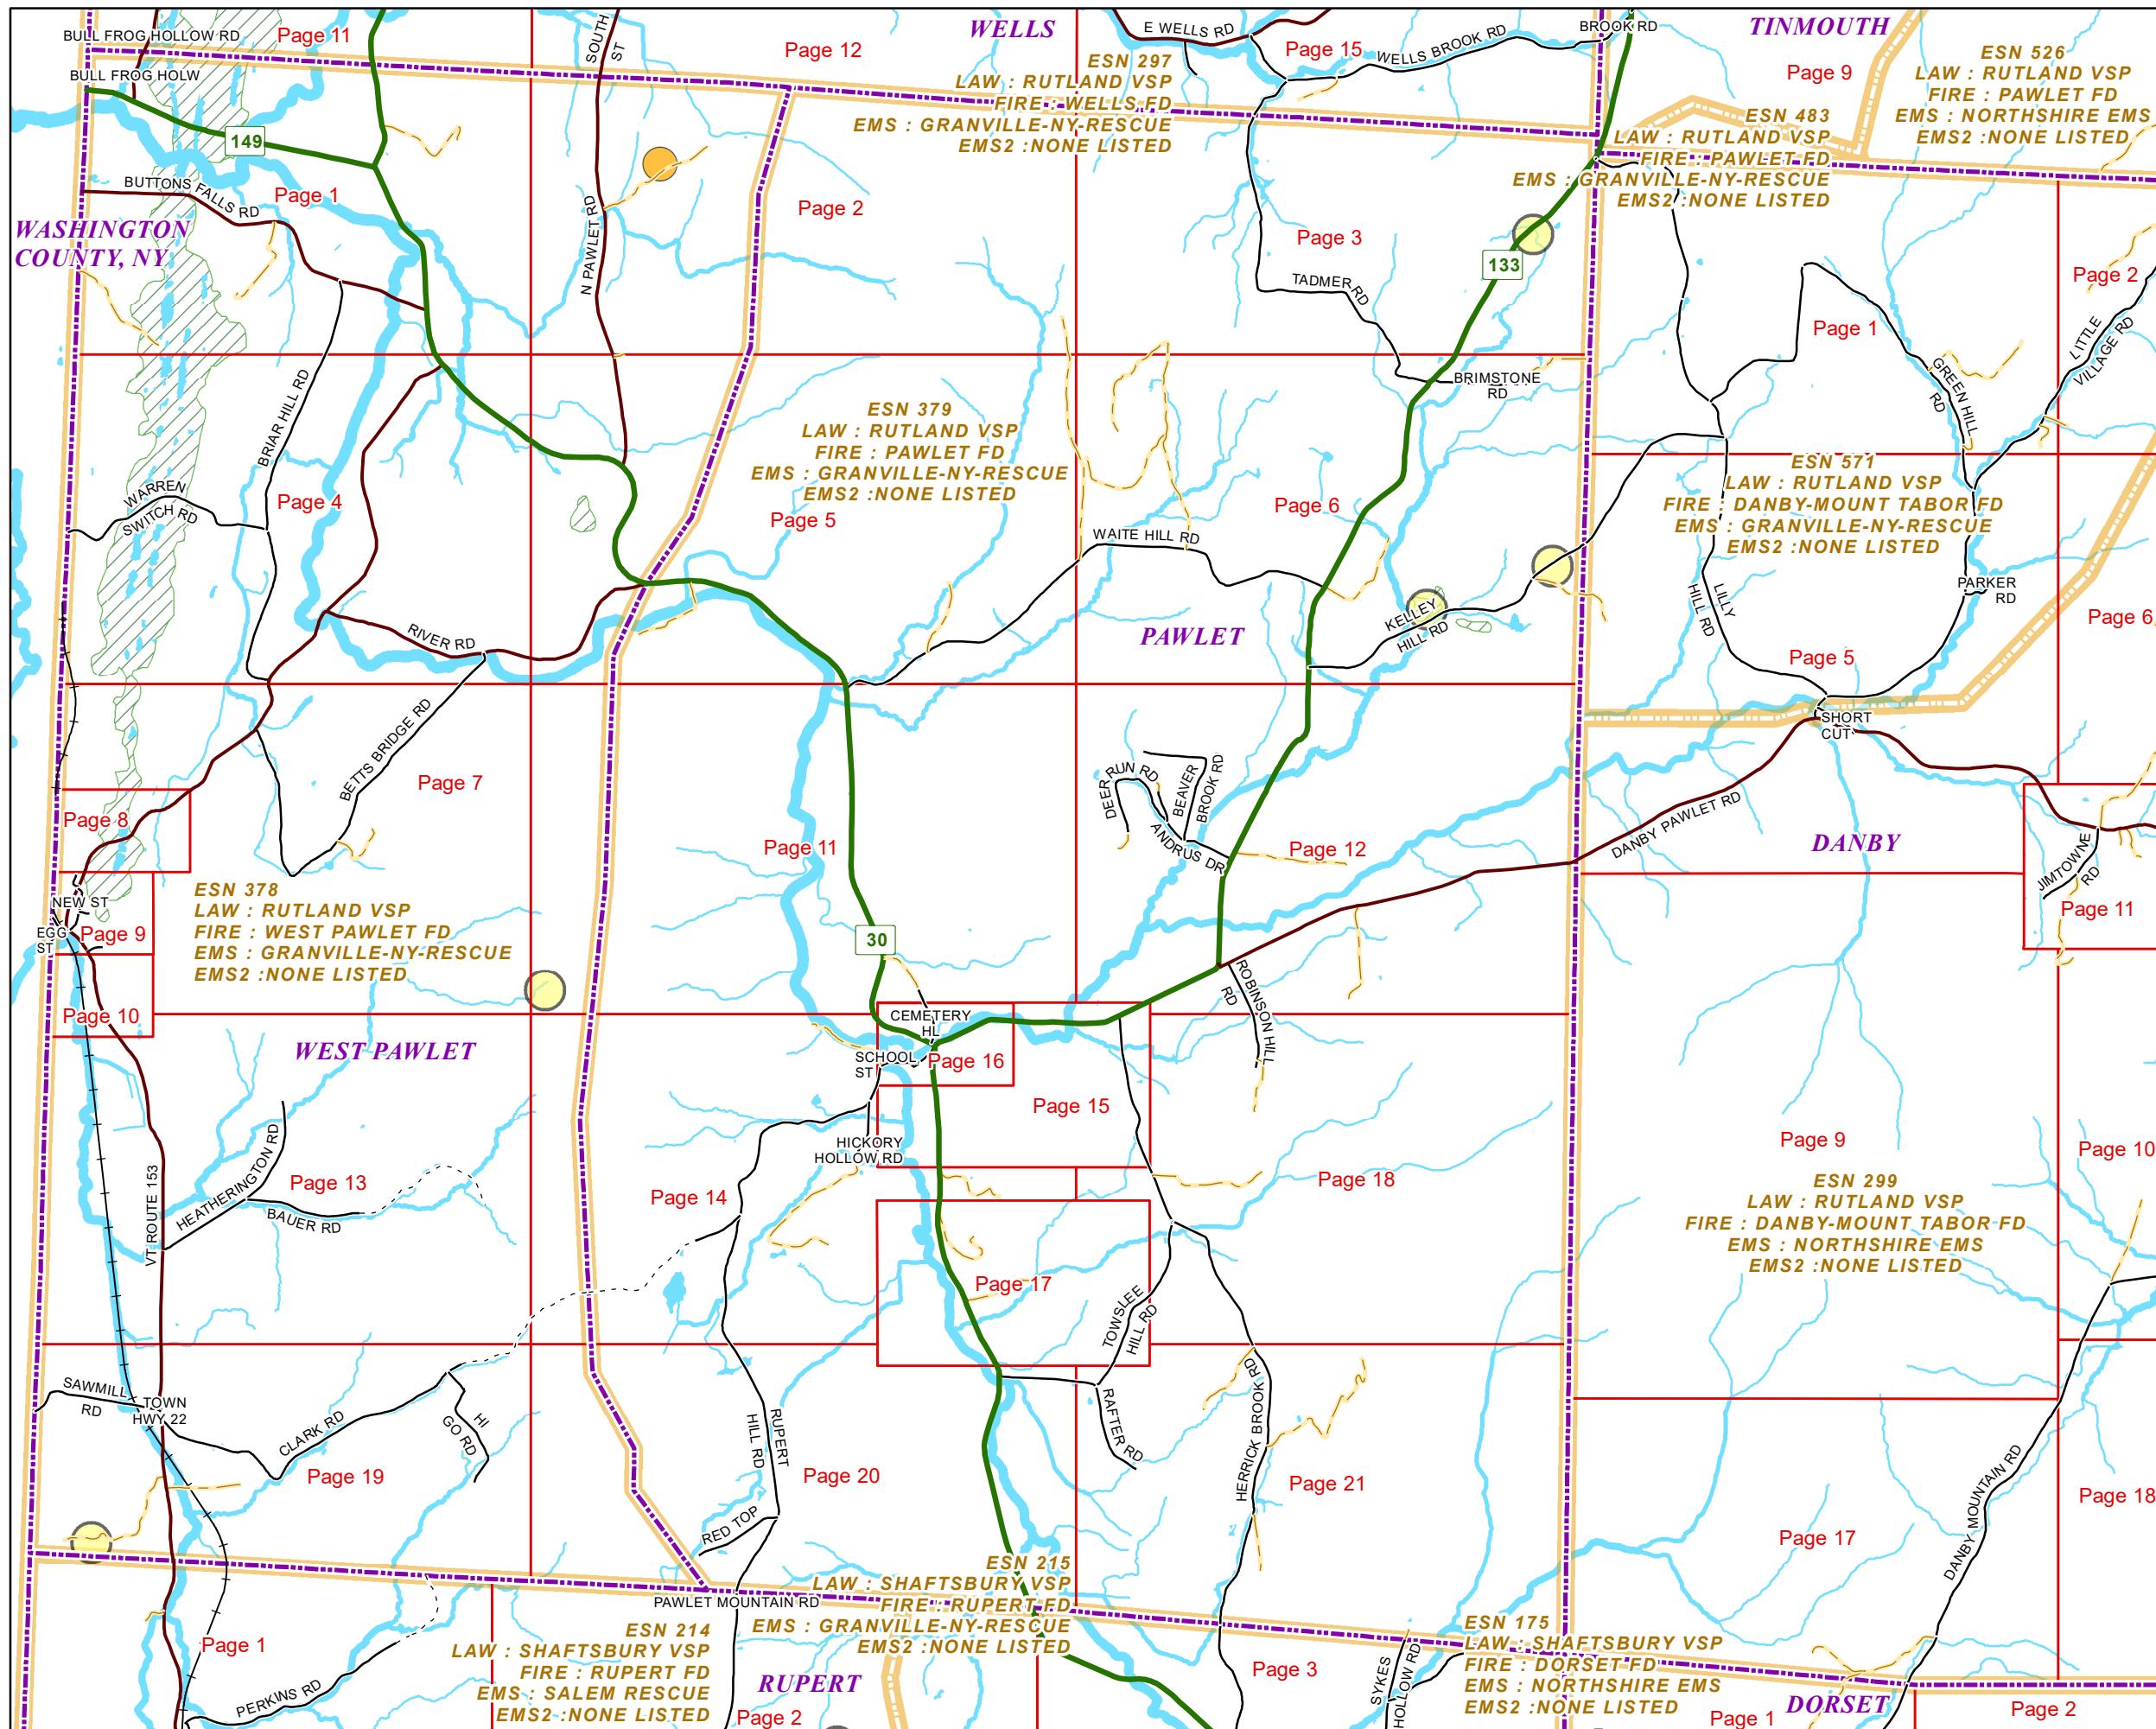 BULL FROG HOLLOW RD
Page 11
SOUTH
ST
Page 12
WELLS
E WELLS RD
Page 15
WELLS BROOK RD
BROOK RD
TINMOUTH
Page 9
BULL FROG HOLW
149
ESN 297
LAW : RUTLAND VSP
FIRE : WELLS FD
EMS : GRANVILLE-NY-RESCUE
EMS2 :NONE LISTED
ESN 526
LAW : RUTLAND VSP
FIRE : PAWLET FD
EMS : NORTHSHIRE EMS
EMS2 :NONE LISTED
ESN 483
LAW : RUTLAND VSP
FIRE : PAWLET FD
EMS : GRANVILLE-NY-RESCUE
EMS2 :NONE LISTED
BUTTONS FALLS RD
Page 1
WASHINGTON
COUNTY, NY
N PAWLET RD
Page 2
Page 3
133
TADMER RD
Page 2
Page 1
LITTLE
VILLAGE RD
GREEN HILL
RD
BRIMSTONE
RD
BRIAR HILL RD
ESN 379
LAW : RUTLAND VSP
FIRE : PAWLET FD
EMS : GRANVILLE-NY-RESCUE
EMS2 :NONE LISTED
ESN 571
LAW : RUTLAND VSP
FIRE : DANBY-MOUNT TABOR FD
EMS : GRANVILLE-NY-RESCUE
EMS2 :NONE LISTED
WARREN
SWITCH RD
Page 4
Page 5
Page 6
WAITE HILL RD
LILLY
HILL RD
PARKER
RD
Page 6
KELLEY
HILL RD
RIVER RD
PAWLET
Page 5
SHORT
CUT
BETTS BRIDGE RD
Page 7
DEER RUN RD
BEAVER
BROOK RD
ANDRUS DR
Page 8
Page 11
Page 12
DANBY PAWLET RD
DANBY
JIMTOWNE
RD
Page 11
NEW ST
EGG
ST
Page 9
ESN 378
LAW : RUTLAND VSP
FIRE : WEST PAWLET FD
EMS : GRANVILLE-NY-RESCUE
EMS2 :NONE LISTED
30
Page 10
ROBINSON HILL
RD
CEMETERY
HL
WEST PAWLET
SCHOOL
ST
Page 16
Page 15
HICKORY
HOLLOW RD
Page 9
Page 10
HEATHERINGTON RD
VT ROUTE 153
Page 13
BAUER RD
Page 14
Page 18
ESN 299
LAW : RUTLAND VSP
FIRE : DANBY-MOUNT TABOR FD
EMS : NORTHSHIRE EMS
EMS2 :NONE LISTED
Page 17
TOWSLEE
HILL RD
SAWMILL
RD
TOWN
HWY 22
CLARK RD
HI
GO RD
RUPERT
HILL RD
RAFTER RD
HERRICK BROOK RD
Page 19
Page 20
Page 21
DANBY MOUNTAIN RD
Page 18
Page 17
RED TOP
PAWLET MOUNTAIN RD
ESN 215
LAW : SHAFTSBURY VSP
FIRE : RUPERT FD
EMS : GRANVILLE-NY-RESCUE
EMS2 :NONE LISTED
ESN 214
LAW : SHAFTSBURY VSP
FIRE : RUPERT FD
EMS : SALEM RESCUE
EMS2 :NONE LISTED
ESN 175
LAW : SHAFTSBURY VSP
FIRE : DORSET FD
EMS : NORTHSHIRE EMS
EMS2 :NONE LISTED
Page 1
PERKINS RD
RUPERT
Page 2
Page 3
SYKES
HOLLOW RD
DORSET
Page 1
Page 2